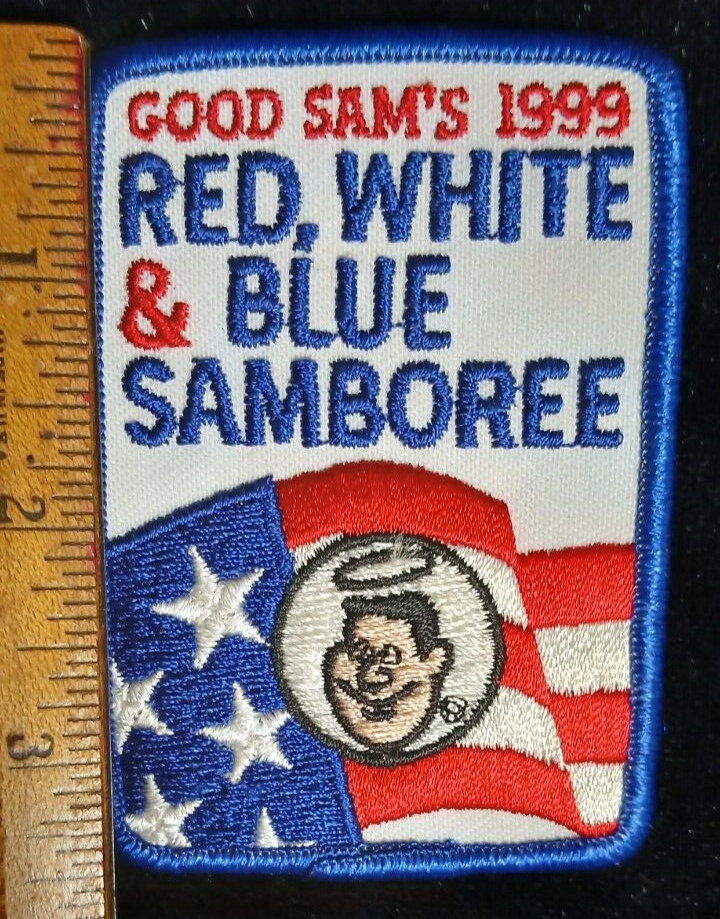 GOOD SAM'S 1999
RED, WHITE
& BLUE
SAMBOREE
1
2
3